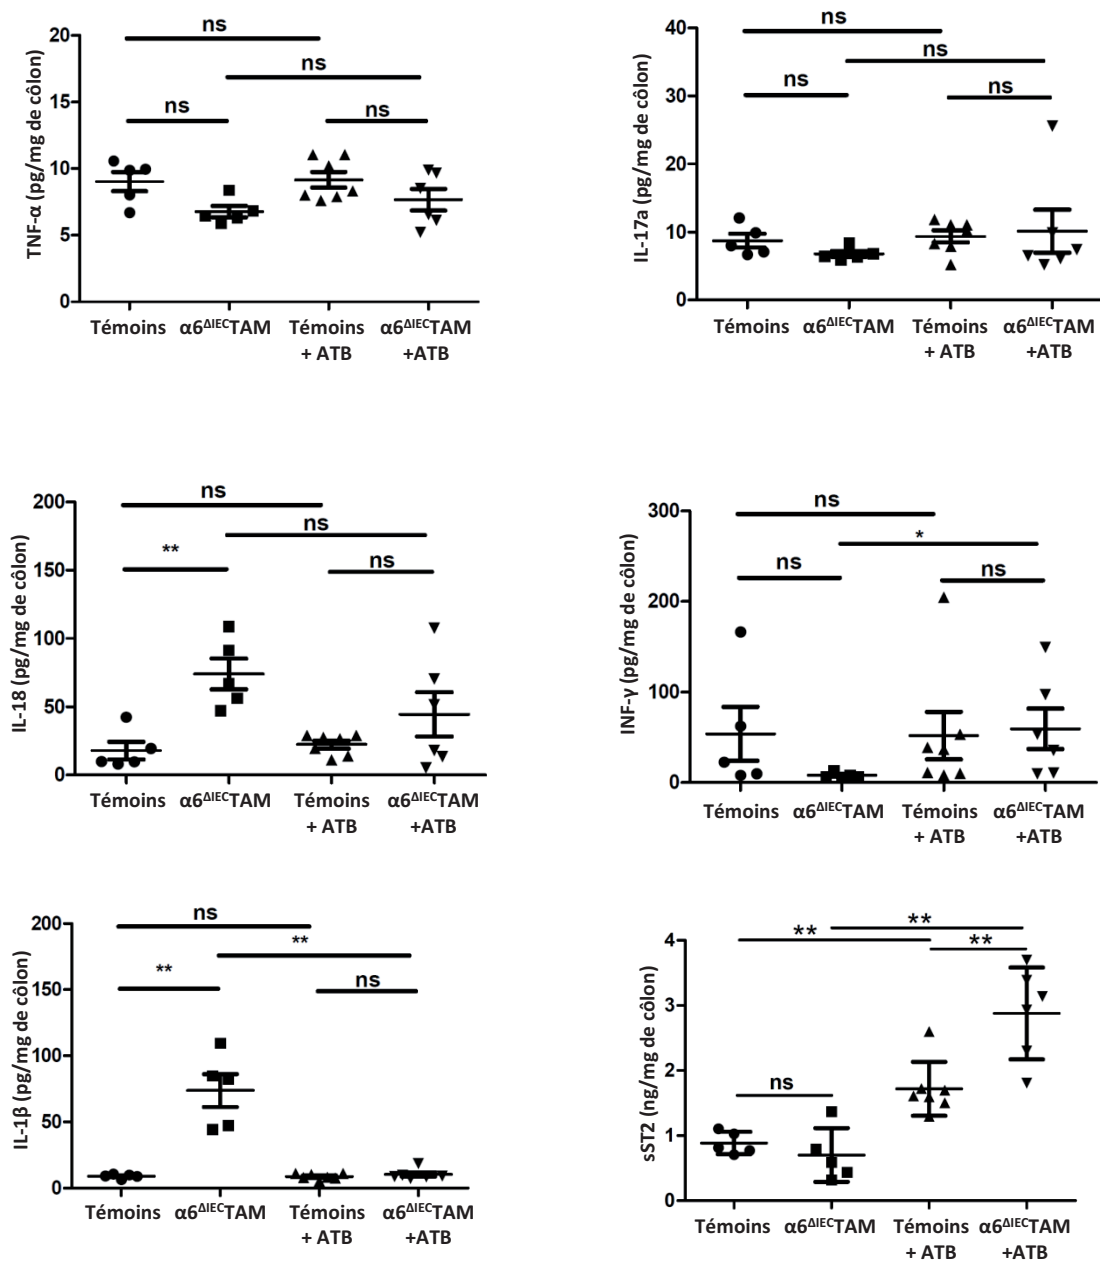 ns
ns
ns
ns
TNF-α (pg/mg de côlon)
20
15
10
5
0
Témoins α6ΔIECTAM Témoins α6ΔIECTAM
+ ATB +ATB
ns
ns
ns
ns
IL-17a (pg/mg de côlon)
40
30
20
10
0
Témoins α6ΔIECTAM Témoins α6ΔIECTAM
+ ATB +ATB
ns
ns
**
ns
IL-18 (pg/mg de côlon)
200
150
100
50
0
Témoins α6ΔIECTAM Témoins α6ΔIECTAM
+ ATB +ATB
ns
*
ns
ns
INF-γ (pg/mg de côlon)
300
200
100
0
Témoins α6ΔIECTAM Témoins α6ΔIECTAM
+ ATB +ATB
ns
**
**
ns
IL-1β (pg/mg de côlon)
200
150
100
50
0
Témoins α6ΔIECTAM Témoins α6ΔIECTAM
+ ATB +ATB
**
**
**
ns
sST2 (ng/mg de côlon)
4
3
2
1
0
Témoins α6ΔIECTAM Témoins α6ΔIECTAM
+ ATB +ATB